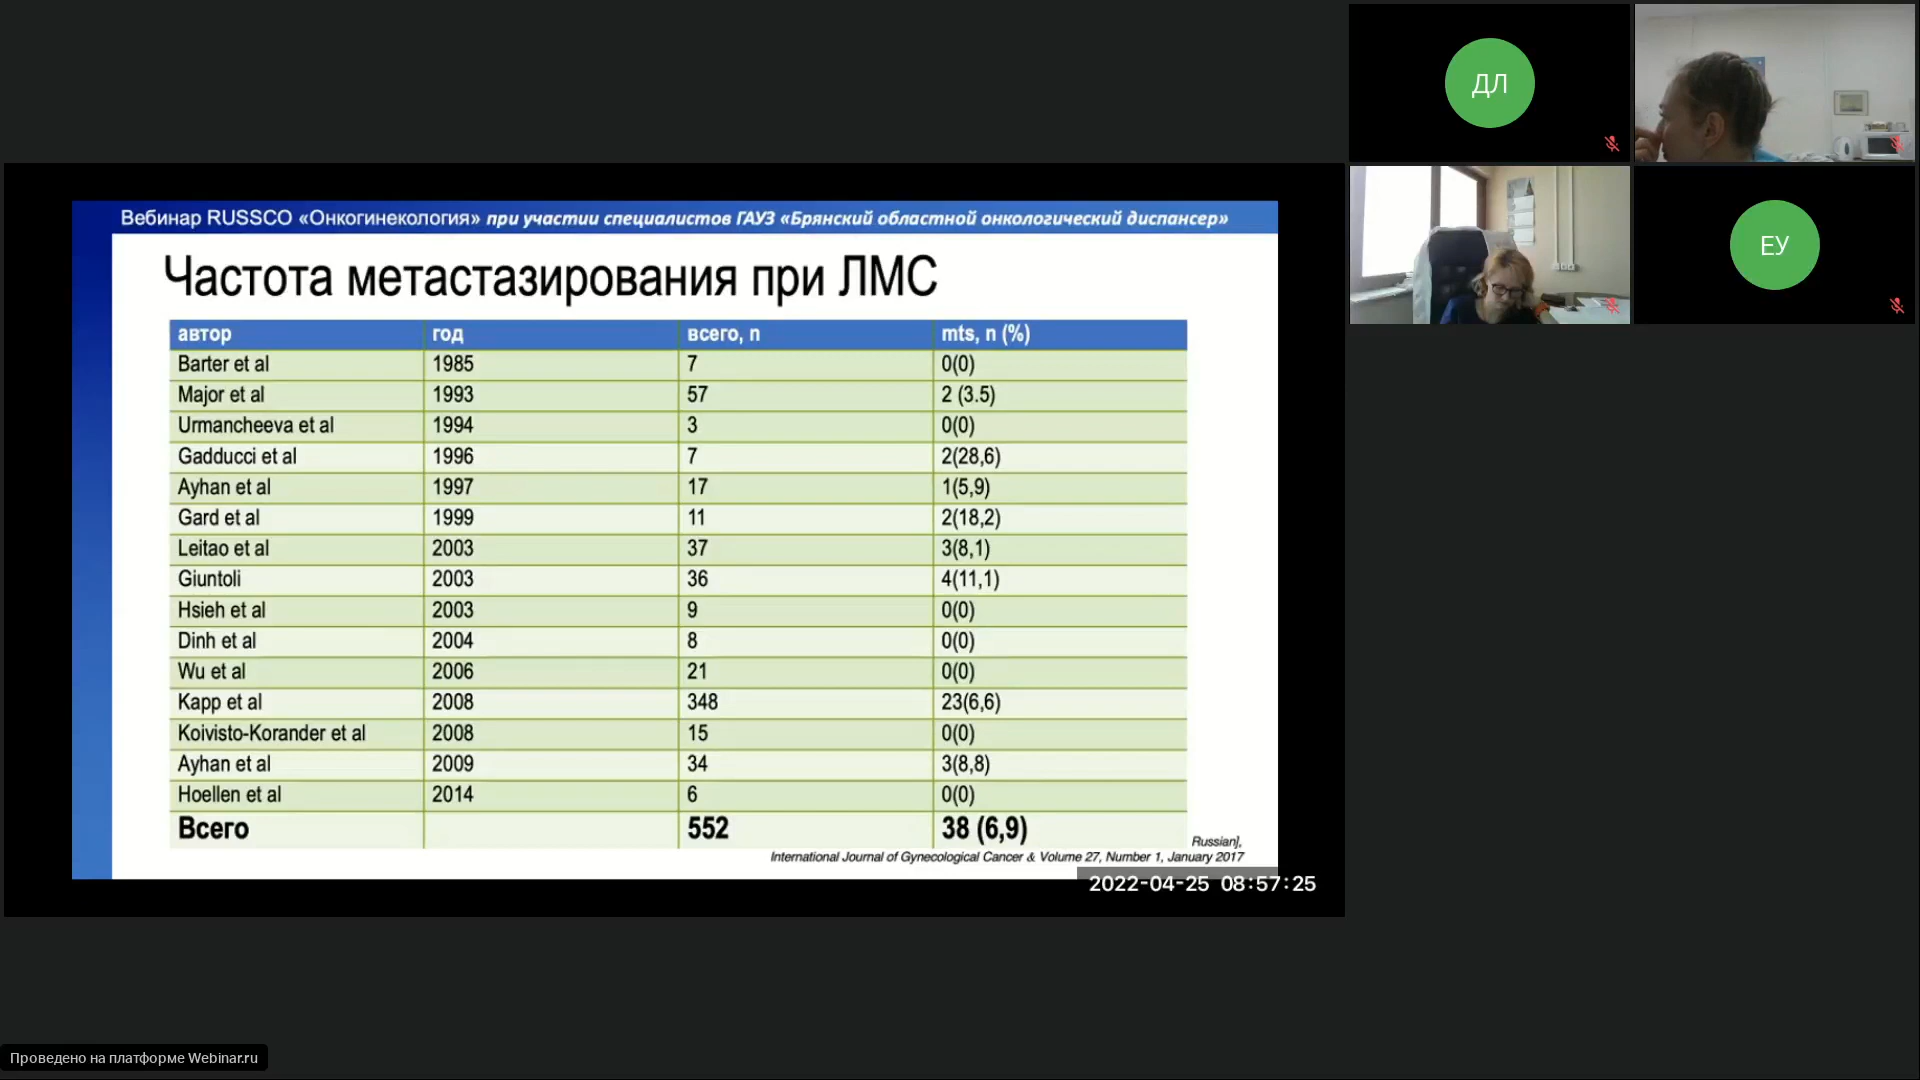 ДЛ
ЕУ
Вебинар RUSSCO «Онкогинекология» при участии специалистов ГАУЗ «Брянский областной онкологический диспансер»
Частота метастазирования при ЛМС
автор год всего, n mts, n (%)
Barter et al 1985 7 0(0)
Major et al 1993 57 2 (3.5)
Urmancheeva et al 1994 3 0(0)
Gadducci et al 1996 7 2(28,6)
Ayhan et al 1997 17 1(5,9)
Gard et al 1999 11 2(18,2)
Leitao et al 2003 37 3(8,1)
Giuntoli 2003 36 4(11,1)
Hsieh et al 2003 9 0(0)
Dinh et al 2004 8 0(0)
Wu et al 2006 21 0(0)
Kapp et al 2008 348 23(6,6)
Koivisto-Korander et al 2008 15 0(0)
Ayhan et al 2009 34 3(8,8)
Hoellen et al 2014 6 0(0)
Всего 552 38 (6,9)
Russian],
International Journal of Gynecological Cancer & Volume 27, Number 1, January 2017
2022-04-25 08:57:25
Проведено на платформе Webinar.ru